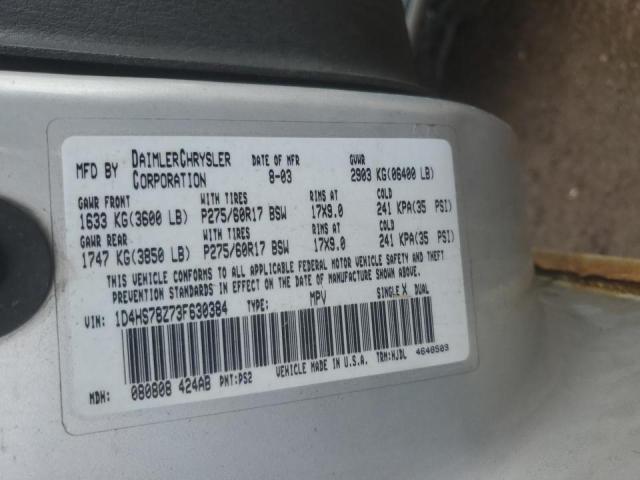 MFD BY DAIMLERCHRYSLER CORPORATION DATE OF MFR 8-03 GVWR 2903 KG(06400 LB)
GAWR FRONT WITH TIRES RIMS AT COLD
1633 KG(3600 LB) P275/60R17 BSW 17X9.0 241 KPA(35 PSI)
GAWR REAR WITH TIRES RIMS AT COLD
1747 KG(3850 LB) P275/60R17 BSW 17X9.0 241 KPA(35 PSI)
THIS VEHICLE CONFORMS TO ALL APPLICABLE FEDERAL MOTOR VEHICLE SAFETY AND THEFT
PREVENTION STANDARDS IN EFFECT ON THE DATE OF MANUFACTURE SHOWN ABOVE.
VIN: 1D4HS78Z73F630384 TYPE: MPV SINGLE X DUAL
MDH: 080808 424AB PNT:PS2 VEHICLE MADE IN U.S.A. TRM:HJDL 4648509